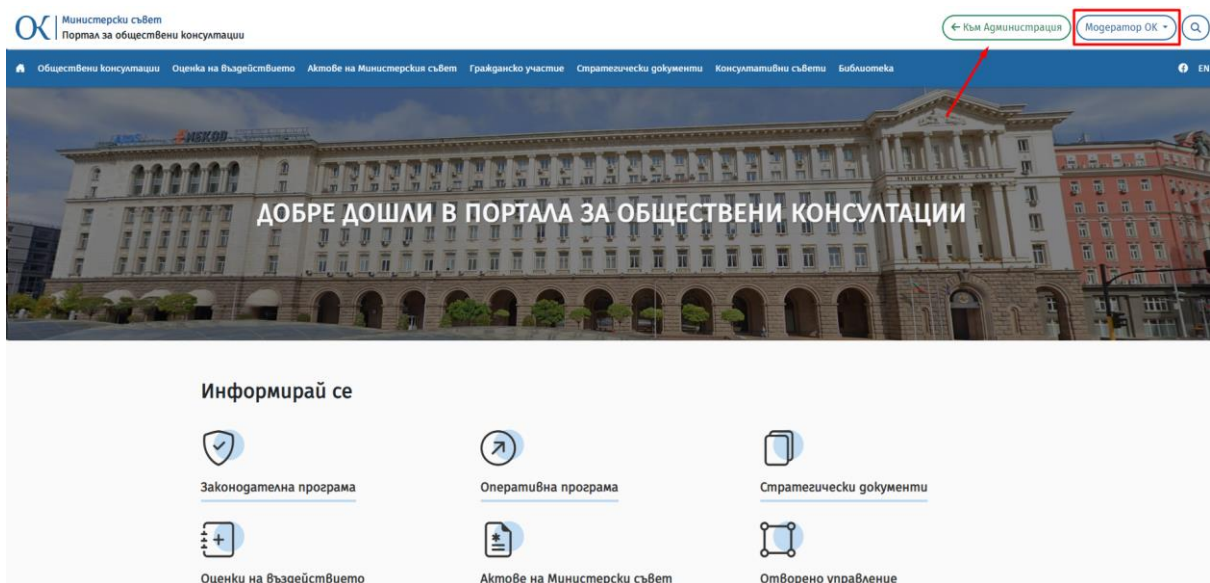 ОК
Министерски съвет
Портал за обществени консултации
Към Администрация
Модератор ОК
Обществени консултации Оценка на въздействието Актове на Министерския съвет Гражданско участие Стратегически документи Консултативни съвети Библиотека EN
МИНИСТЕРСКИ СЪВЕТ
ДОБРЕ ДОШЛИ В ПОРТАЛА ЗА ОБЩЕСТВЕНИ КОНСУЛТАЦИИ
Информирай се
Законодателна програма
Оперативна програма
Стратегически документи
Оценки на въздействието
Актове на Министерски съвет
Отворено управление